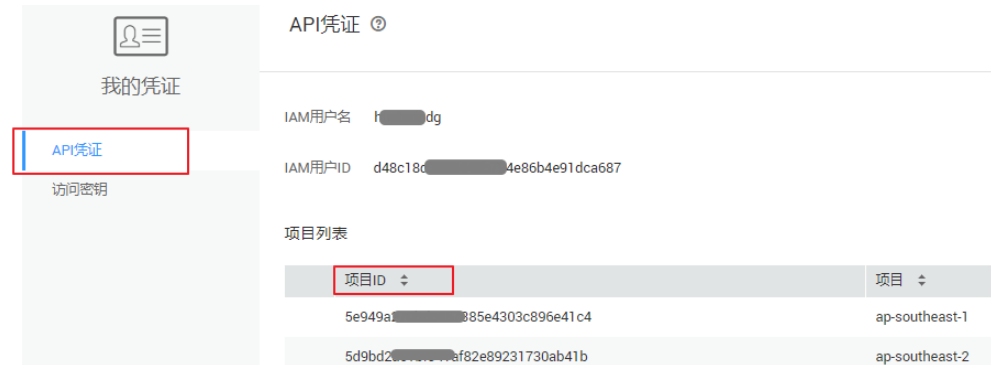 API凭证
我的凭证
API凭证
访问密钥
IAM用户名
IAM用户ID
项目列表
项目ID 项目
ap-southeast-1
ap-southeast-2